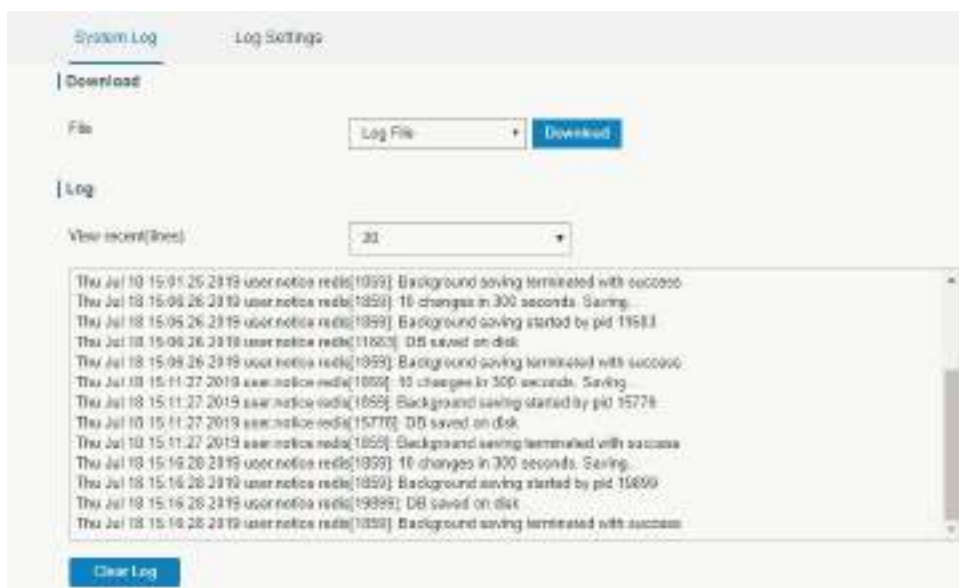 System Log
Log Settings
Download
File
Log File
Download
Log
View recent(lines)
20
Thu Jul 18 15:01:25 2019 user.notice redis[1859]: Background saving terminated with success
Thu Jul 18 15:06:26 2019 user.notice redis[1859]: 10 changes in 300 seconds. Saving...
Thu Jul 18 15:06:26 2019 user.notice redis[1859]: Background saving started by pid
Thu Jul 18 15:06:26 2019 user.notice DB saved on disk
Thu Jul 18 15:06:26 2019 user.notice redis[1859]: Background saving terminated with success
Thu Jul 18 15:11:27 2019 user.notice redis[1859]: 10 changes in 300 seconds. Saving...
Thu Jul 18 15:11:27 2019 user.notice redis[1859]: Background saving started by pid 15776
Thu Jul 18 15:11:27 2019 user.notice redis[15776]: DB saved on disk
Thu Jul 18 15:11:27 2019 user.notice redis[1859]: Background saving terminated with success
Thu Jul 18 15:16:28 2019 user.notice redis[1859]: 10 changes in 300 seconds. Saving...
Thu Jul 18 15:16:28 2019 user.notice redis[1859]: Background saving started by pid 19899
Thu Jul 18 15:16:28 2019 user.notice redis[19899]: DB saved on disk
Thu Jul 18 15:16:28 2019 user.notice redis[1859]: Background saving terminated with success
Clear Log